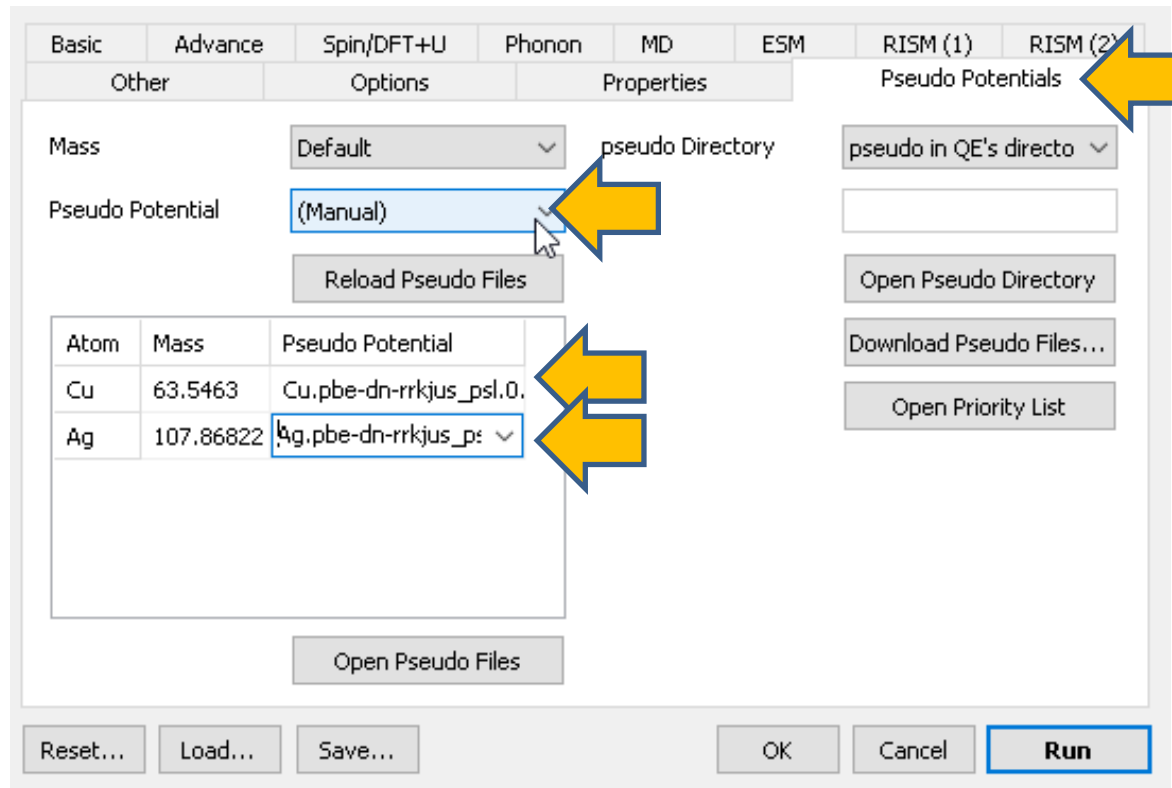 Basic Advance Spin/DFT+U Phonon MD ESM RISM (1) RISM (2)
Other Options Properties Pseudo Potentials
Mass Default pseudo Directory pseudo in QE's directo
Pseudo Potential (Manual)
Reload Pseudo Files Open Pseudo Directory
Atom Mass Pseudo Potential Download Pseudo Files...
Cu 63.5463 Cu.pbe-dn-rrkjus_psl.0. Open Priority List
Ag 107.86822 Ag.pbe-dn-rrkjus_ps
Open Pseudo Files
Reset... Load... Save... OK Cancel Run